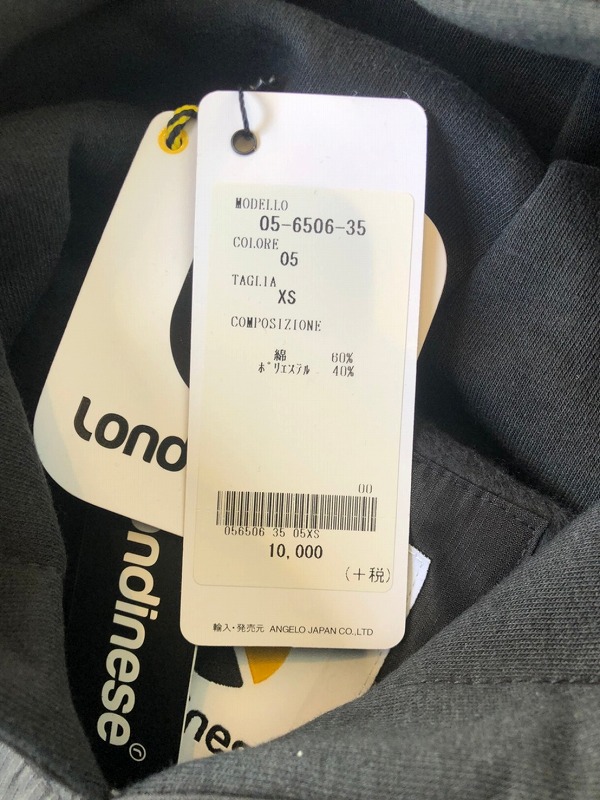 MODELLO
05-6506-35
COLORE
05
TAGLIA
XS
COMPOSIZIONE
綿 60%
ポリエステル 40%
00
056506 35 05XS
10,000
(+税)
輸入・発売元 ANGELO JAPAN CO.,LTD
LOND
ndinese®
nes